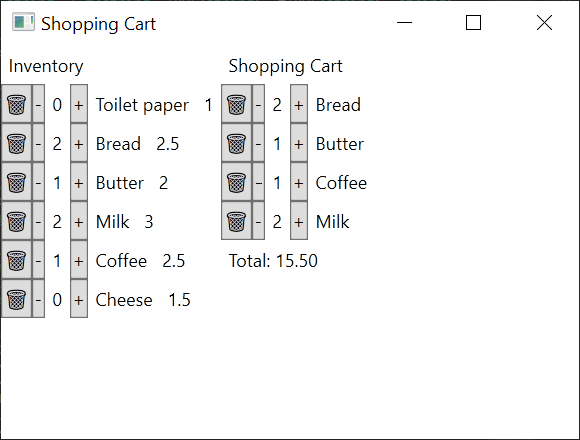 Shopping Cart
Inventory
- 0 + Toilet paper 1
- 2 + Bread 2.5
- 1 + Butter 2
- 2 + Milk 3
- 1 + Coffee 2.5
- 0 + Cheese 1.5
Shopping Cart
- 2 + Bread
- 1 + Butter
- 1 + Coffee
- 2 + Milk
Total: 15.50